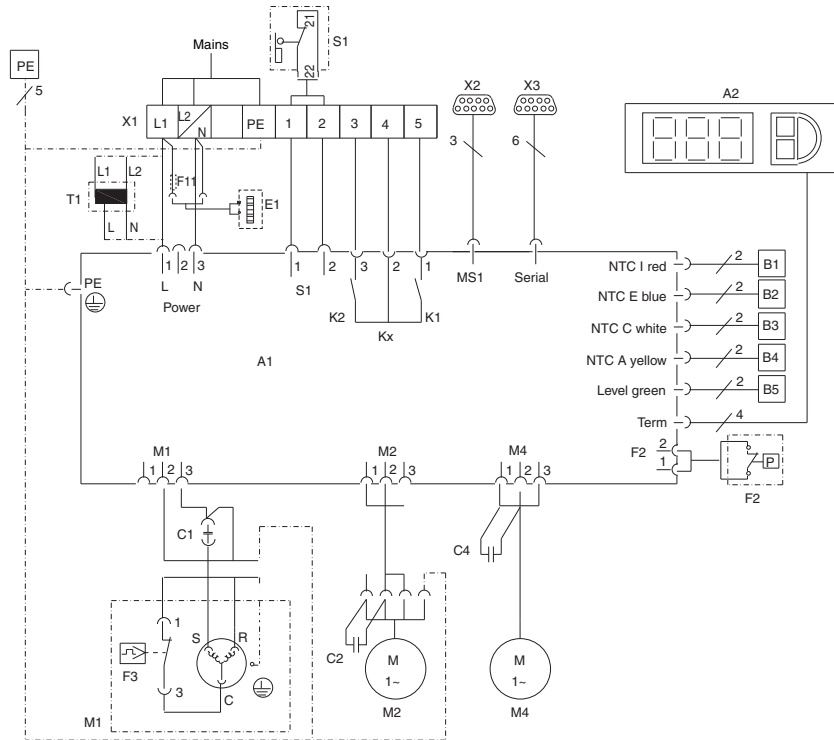 21
S1
22
Mains
PE
5
X2
X3
A2
X1
L1
L2
N
PE
1
2
3
4
5
3
6
L1
L2
F11
T1
E1
L
N
PE
1
2
3
L
N
Power
1
2
S1
3
2
1
K2
K1
Kx
MS1
Serial
A1
NTC I red
2
B1
NTC E blue
2
B2
NTC C white
2
B3
NTC A yellow
2
B4
Level green
2
B5
Term
4
F2
2
1
P
F2
M1
1
2
3
M2
1
2
3
M4
1
2
3
C1
C4
C2
1
S
R
F3
3
C
M1
M
1~
M2
M
1~
M4